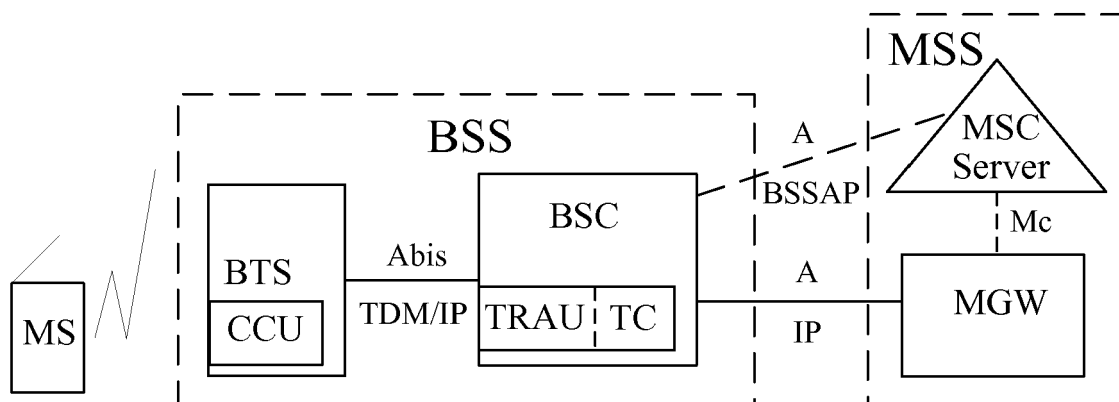 MSS
BSS
MSC
Server
A
BSSAP
BSC
Mc
BTS
Abis
A
MGW
CCU
TDM/IP
TRAU
TC
IP
MS